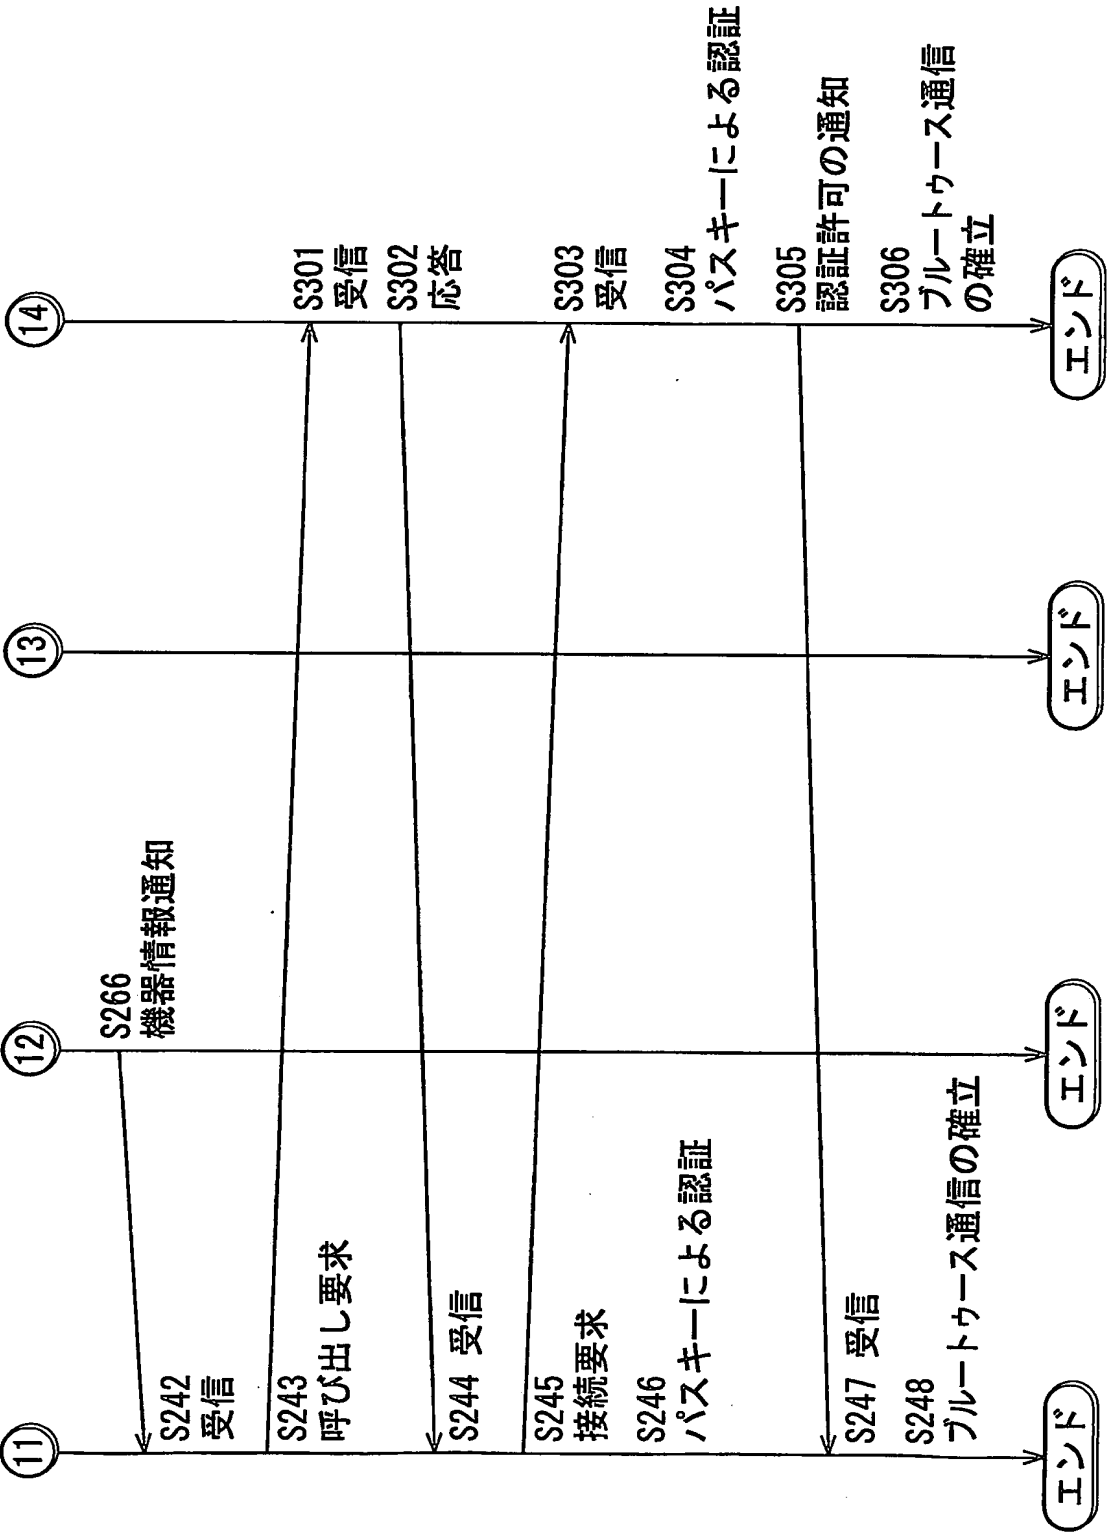 11
12
13
14
S266
機器情報通知
S242
受信
S243
呼び出し要求
S301
受信
S302
応答
S244 受信
S245
接続要求
S303
受信
S246
パスキーによる認証
S304
パスキーによる認証
S305
認証許可の通知
S247 受信
S248
ブルートゥース通信の確立
S306
ブルートゥース通信
の確立
エンド
エンド
エンド
エンド